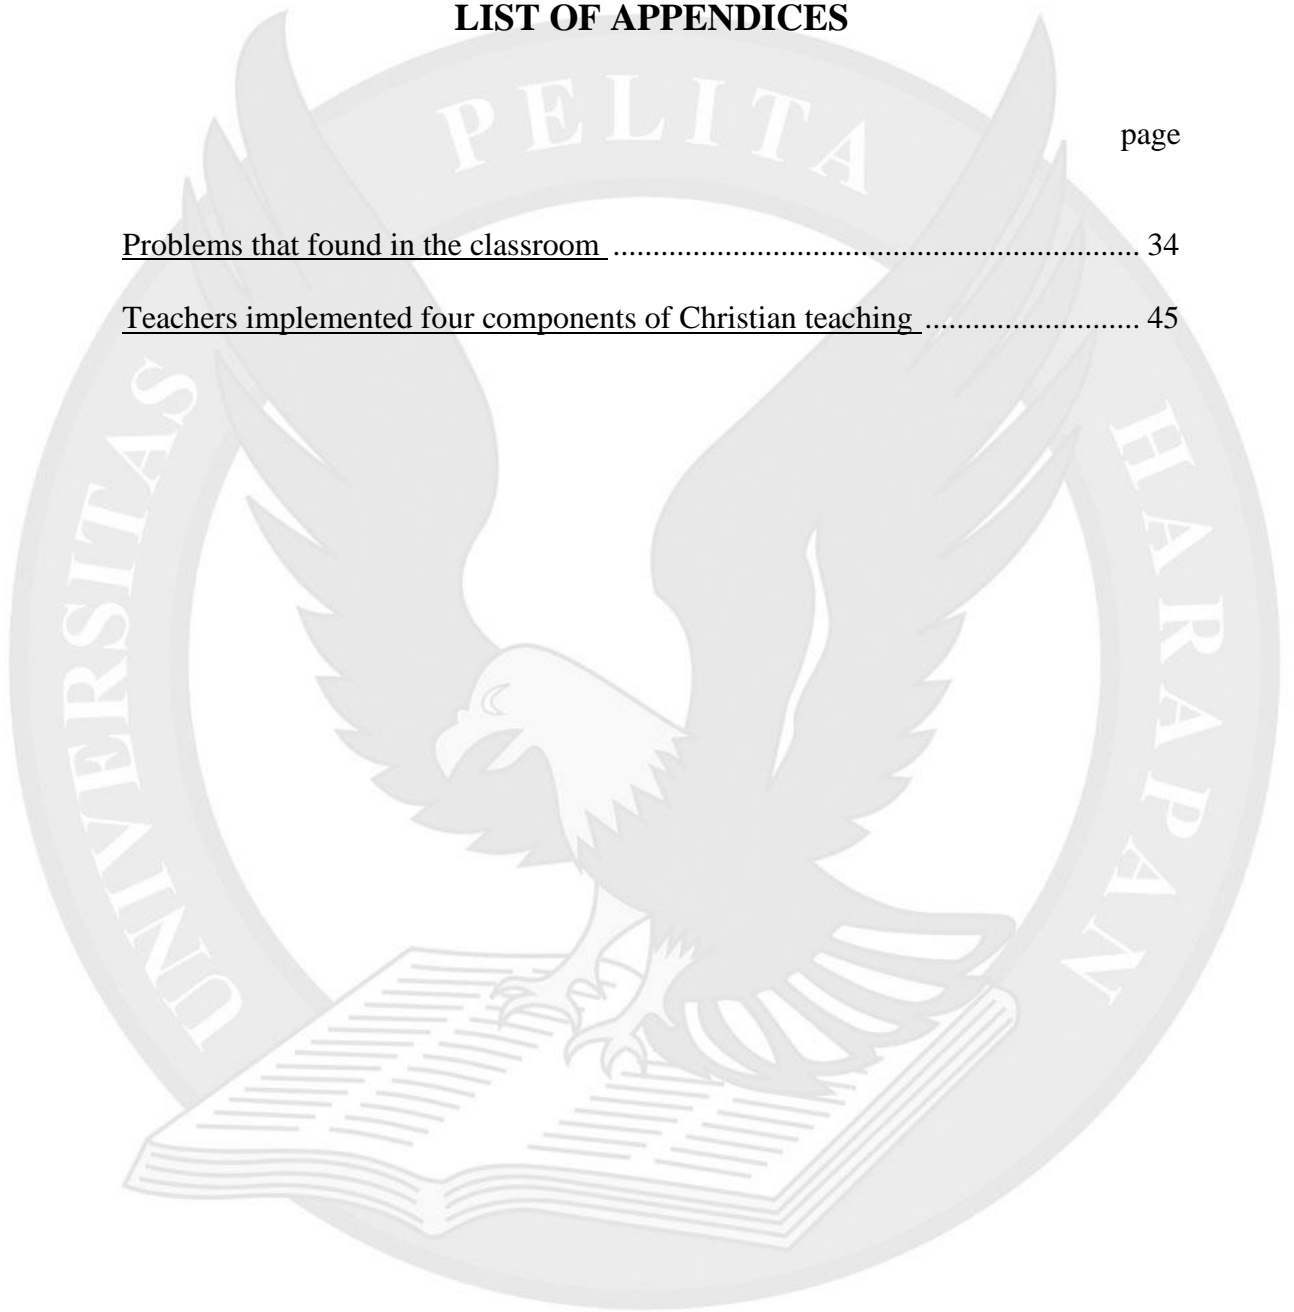 LIST OF APPENDICES
page
Problems that found in the classroom ................................................................... 34
Teachers implemented four components of Christian teaching ........................... 45
UNIVERSITAS PELITA HARAPAN